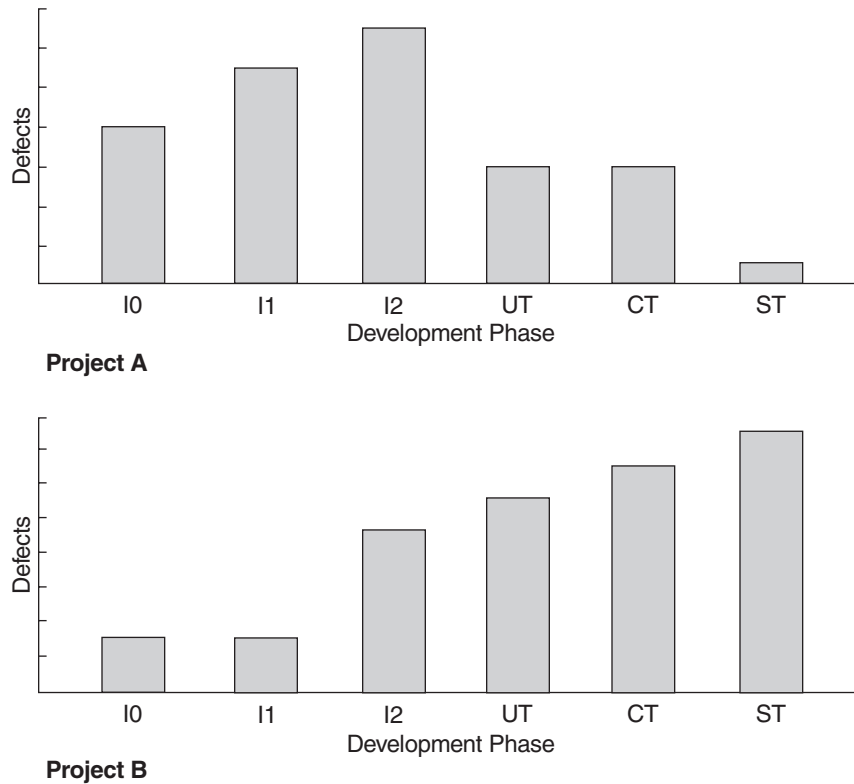 Defects
I0 I1 I2 UT CT ST
Development Phase
Project A
Defects
I0 I1 I2 UT CT ST
Development Phase
Project B